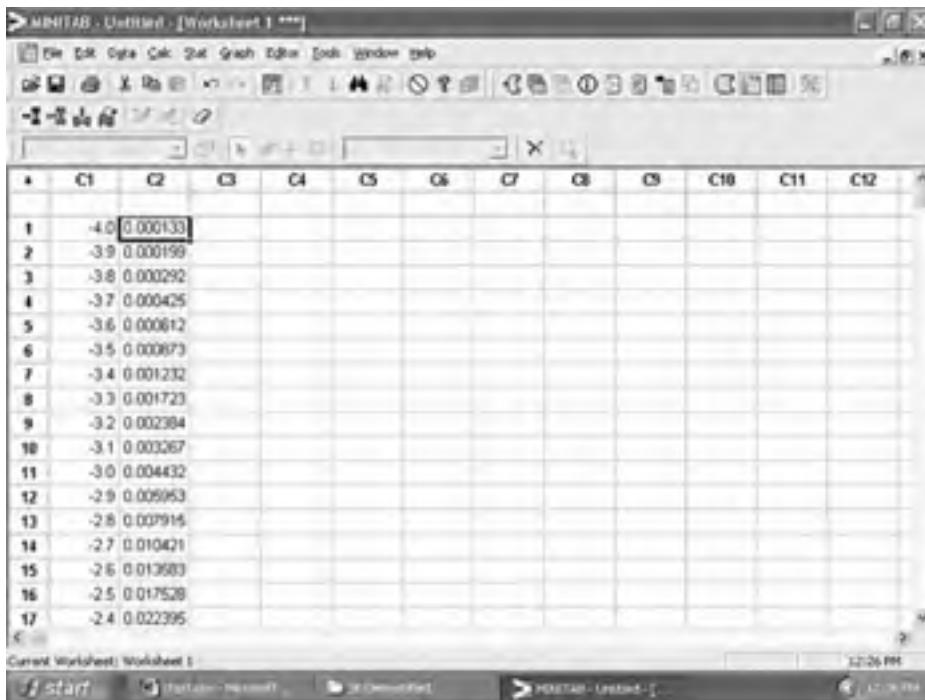 MINITAB - Untitled - [Worksheet 1 ***]
File Edit Data Calc Stat Graph Editor Tools Window Help
C1 C2 C3 C4 C5 C6 C7 C8 C9 C10 C11 C12
1 -4.0 0.000133
2 -3.9 0.000199
3 -3.8 0.000292
4 -3.7 0.000425
5 -3.6 0.000612
6 -3.5 0.000873
7 -3.4 0.001232
8 -3.3 0.001723
9 -3.2 0.002384
10 -3.1 0.003267
11 -3.0 0.004432
12 -2.9 0.005953
13 -2.8 0.007915
14 -2.7 0.010421
15 -2.6 0.013583
16 -2.5 0.017528
17 -2.4 0.022395
Current Worksheet: Worksheet 1 12:26 PM
start MINITAB - Untitled - [ 12:26 PM